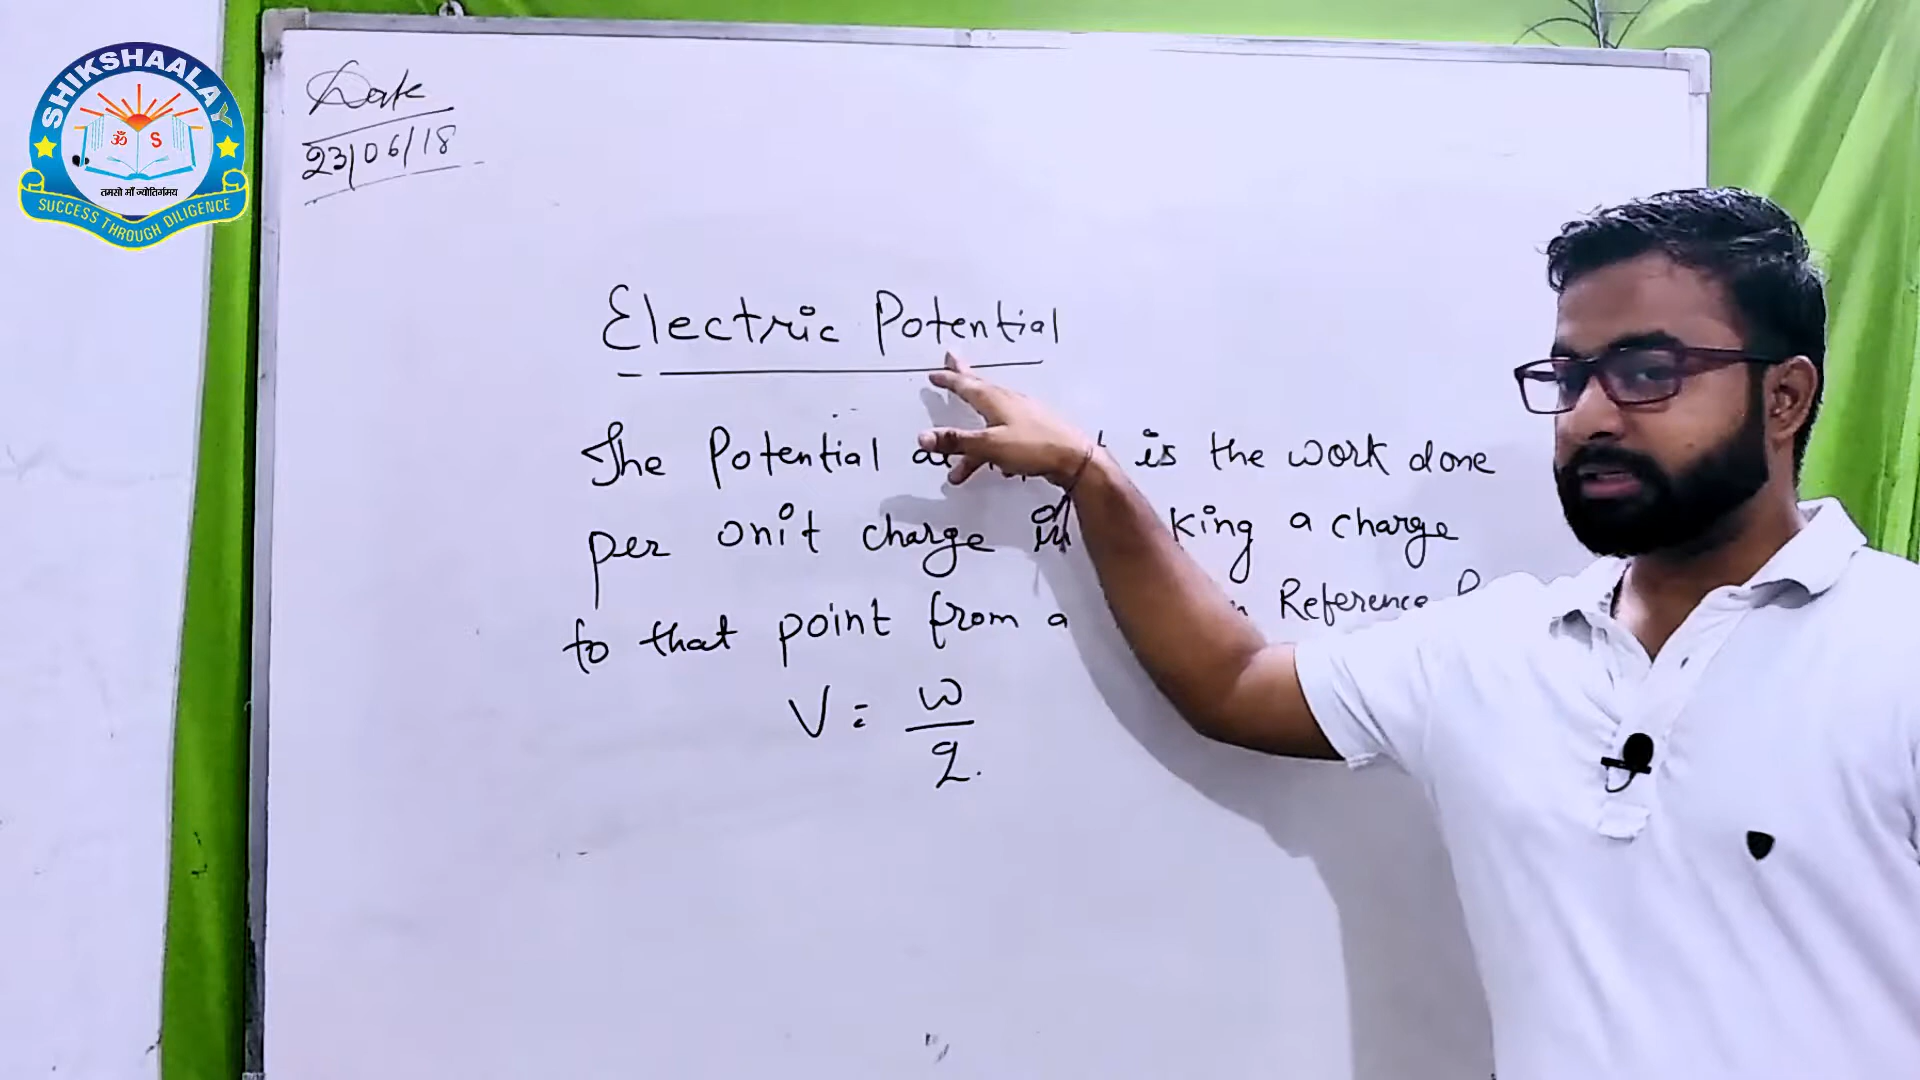 SHIKSHAALAY
ॐ S
तमसो माँ ज्योतिर्गमय
SUCCESS THROUGH DILIGENCE
Date
23/06/18
Electric Potential
The Potential is the work done
per unit charge in a charge
to that point from a Reference
V = W
q.